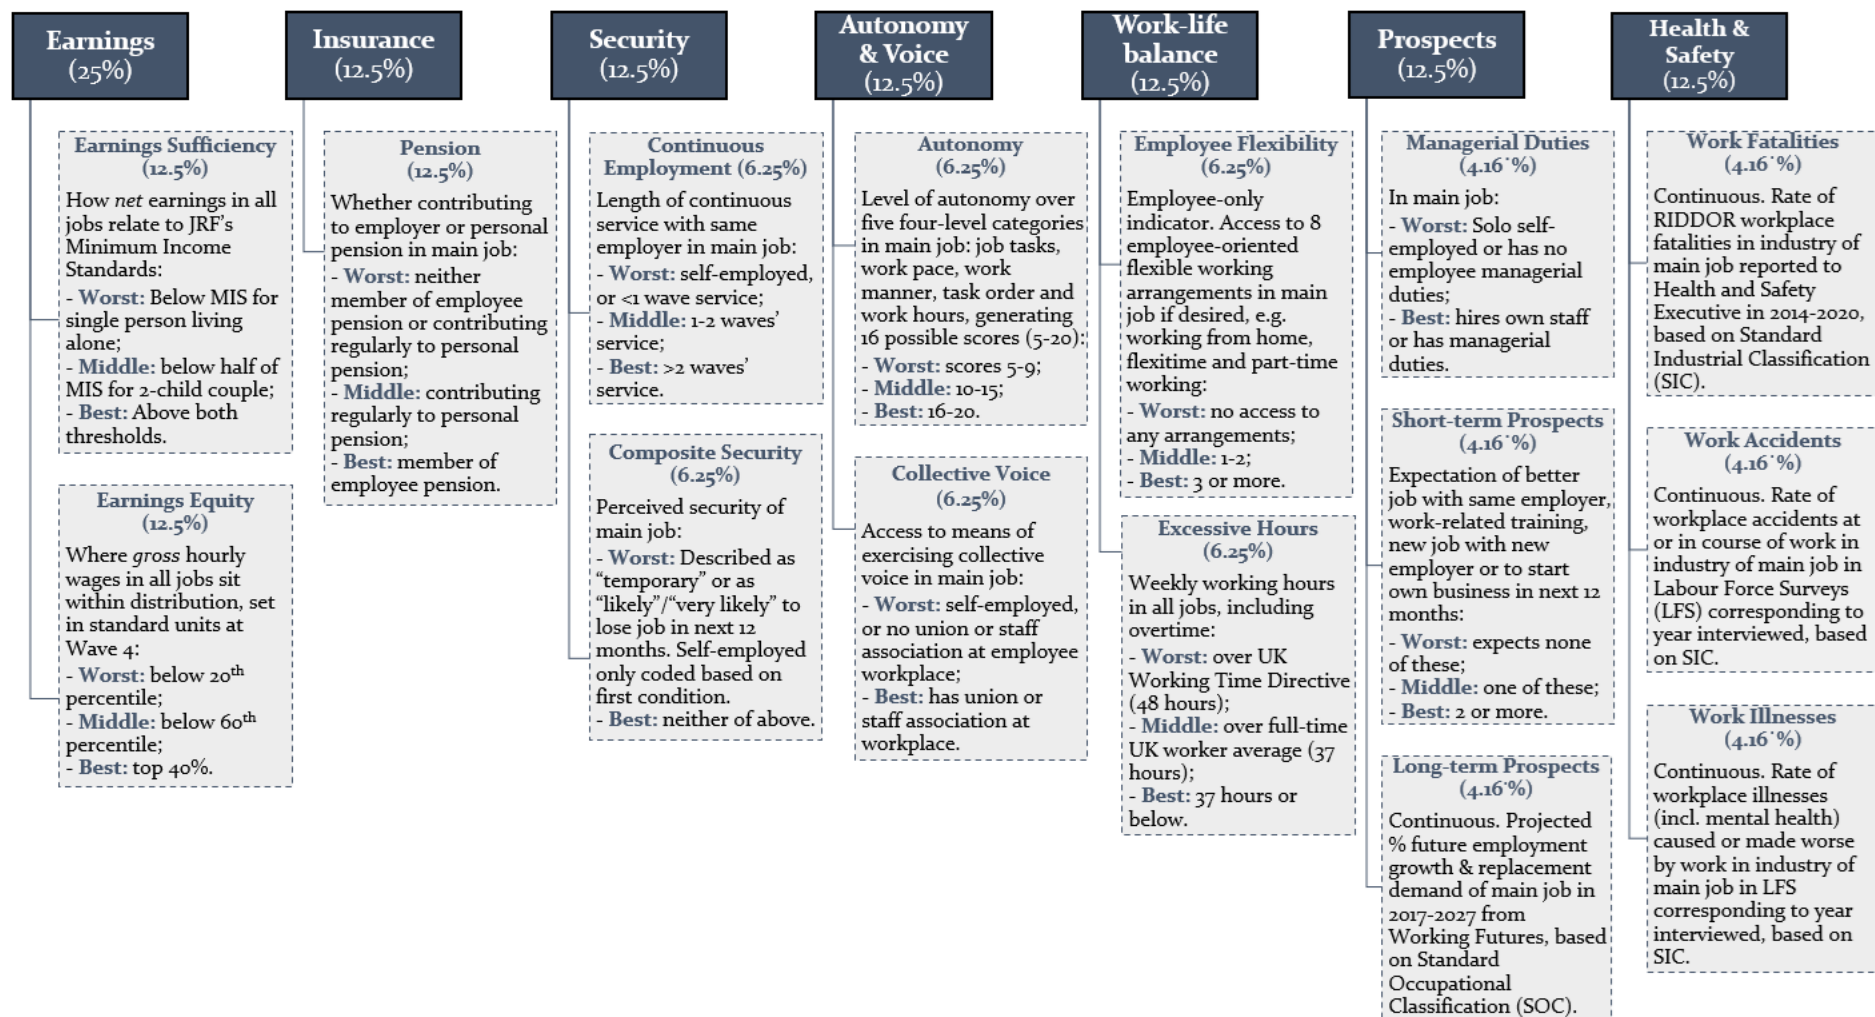 Earnings
(25%)
Earnings Sufficiency
(12.5%)
How net earnings in all
jobs relate to JRF's
Minimum Income
Standards:
- Worst: Below MIS for
single person living
alone;
- Middle: below half of
MIS for 2-child couple;
- Best: Above both
thresholds.
Earnings Equity
(12.5%)
Where gross hourly
wages in all jobs sit
within distribution, set
in standard units at
Wave 4:
- Worst: below 20th
percentile;
- Middle: below 60th
percentile;
- Best: top 40%.
Insurance
(12.5%)
Pension
(12.5%)
Whether contributing
to employer or personal
pension in main job:
- Worst: neither
member of employee
pension or contributing
regularly to personal
pension;
- Middle: contributing
regularly to personal
pension;
- Best: member of
employee pension.
Security
(12.5%)
Continuous
Employment (6.25%)
Length of continuous
service with same
employer in main job:
- Worst: self-employed,
or <1 wave service;
- Middle: 1-2 waves'
service;
- Best: >2 waves'
service.
Composite Security
(6.25%)
Perceived security of
main job:
- Worst: Described as
“temporary” or as
“likely”/“very likely” to
lose job in next 12
months. Self-employed
only coded based on
first condition.
- Best: neither of above.
Autonomy
& Voice
(12.5%)
Autonomy
(6.25%)
Level of autonomy over
five four-level categories
in main job: job tasks,
work pace, work
manner, task order and
work hours, generating
16 possible scores (5-20):
- Worst: scores 5-9;
- Middle: 10-15;
- Best: 16-20.
Collective Voice
(6.25%)
Access to means of
exercising collective
voice in main job:
- Worst: self-employed,
or no union or staff
association at employee
workplace;
- Best: has union or
staff association at
workplace.
Work-life
balance
(12.5%)
Employee Flexibility
(6.25%)
Employee-only
indicator. Access to 8
employee-oriented
flexible working
arrangements in main
job if desired, e.g.
working from home,
flexitime and part-time
working:
- Worst: no access to
any arrangements;
- Middle: 1-2;
- Best: 3 or more.
Excessive Hours
(6.25%)
Weekly working hours
in all jobs, including
overtime:
- Worst: over UK
Working Time Directive
(48 hours);
- Middle: over full-time
UK worker average (37
hours);
- Best: 37 hours or
below.
Prospects
(12.5%)
Managerial Duties
(4.16˙%)
In main job:
- Worst: Solo self-
employed or has no
employee managerial
duties;
- Best: hires own staff
or has managerial
duties.
Short-term Prospects
(4.16˙%)
Expectation of better
job with same employer,
work-related training,
new job with new
employer or to start
own business in next 12
months:
- Worst: expects none
of these;
- Middle: one of these;
- Best: 2 or more.
Long-term Prospects
(4.16˙%)
Continuous. Projected
% future employment
growth & replacement
demand of main job in
2017-2027 from
Working Futures, based
on Standard
Occupational
Classification (SOC).
Health &
Safety
(12.5%)
Work Fatalities
(4.16˙%)
Continuous. Rate of
RIDDOR workplace
fatalities in industry of
main job reported to
Health and Safety
Executive in 2014-2020,
based on Standard
Industrial Classification
(SIC).
Work Accidents
(4.16˙%)
Continuous. Rate of
workplace accidents at
or in course of work in
industry of main job in
Labour Force Surveys
(LFS) corresponding to
year interviewed, based
on SIC.
Work Illnesses
(4.16˙%)
Continuous. Rate of
workplace illnesses
(incl. mental health)
caused or made worse
by work in industry of
main job in LFS
corresponding to year
interviewed, based on
SIC.